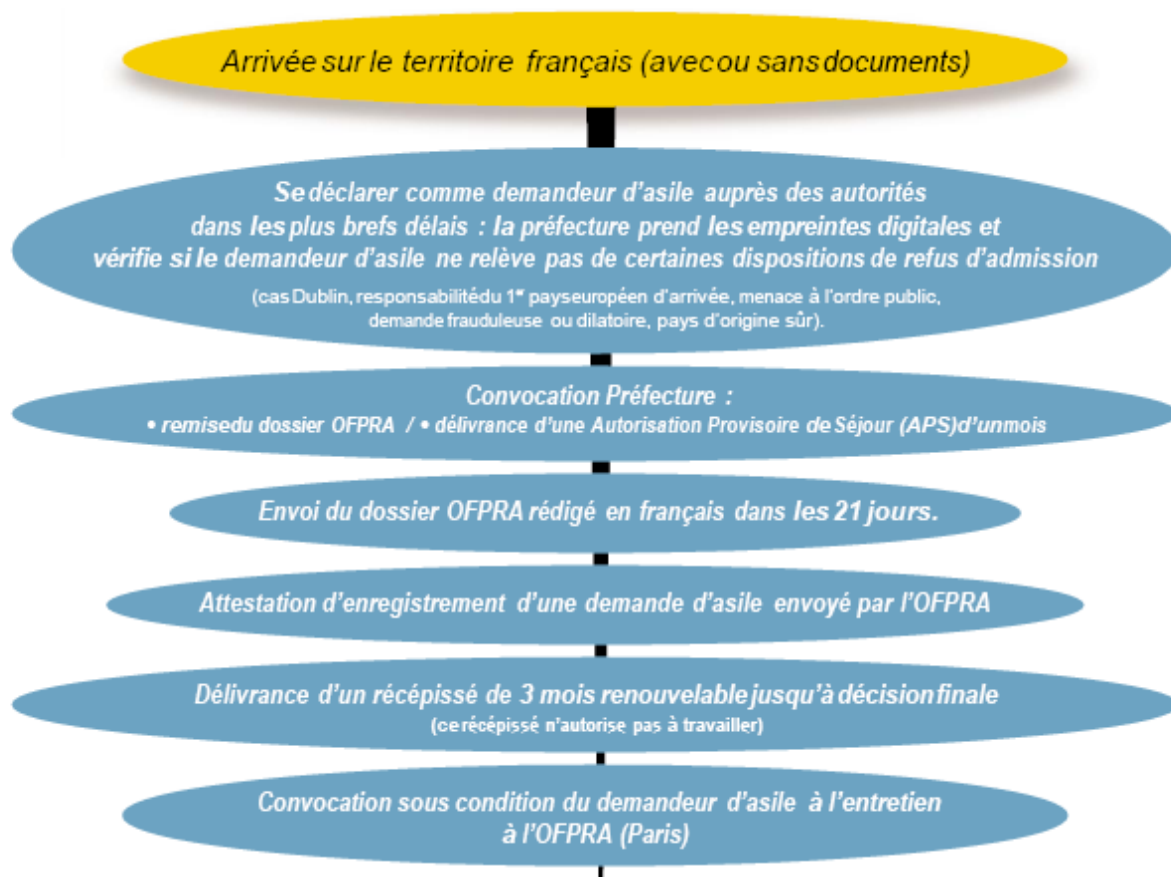 Arrivée sur le territoire français (avec ou sans documents)
Se déclarer comme demandeur d'asile auprès des autorités
dans les plus brefs délais : la préfecture prend les empreintes digitales et
vérifie si le demandeur d'asile ne relève pas de certaines dispositions de refus d'admission
(cas Dublin, responsabilité du 1er pays européen d'arrivée, menace à l'ordre public,
demande frauduleuse ou dilatoire, pays d'origine sûr).
Convocation Préfecture :
• remise du dossier OFPRA / • délivrance d'une Autorisation Provisoire de Séjour (APS) d'un mois
Envoi du dossier OFPRA rédigé en français dans les 21 jours.
Attestation d'enregistrement d'une demande d'asile envoyé par l'OFPRA
Délivrance d'un récépissé de 3 mois renouvelable jusqu'à décision finale
(ce récépissé n'autorise pas à travailler)
Convocation sous condition du demandeur d'asile à l'entretien
à l'OFPRA (Paris)